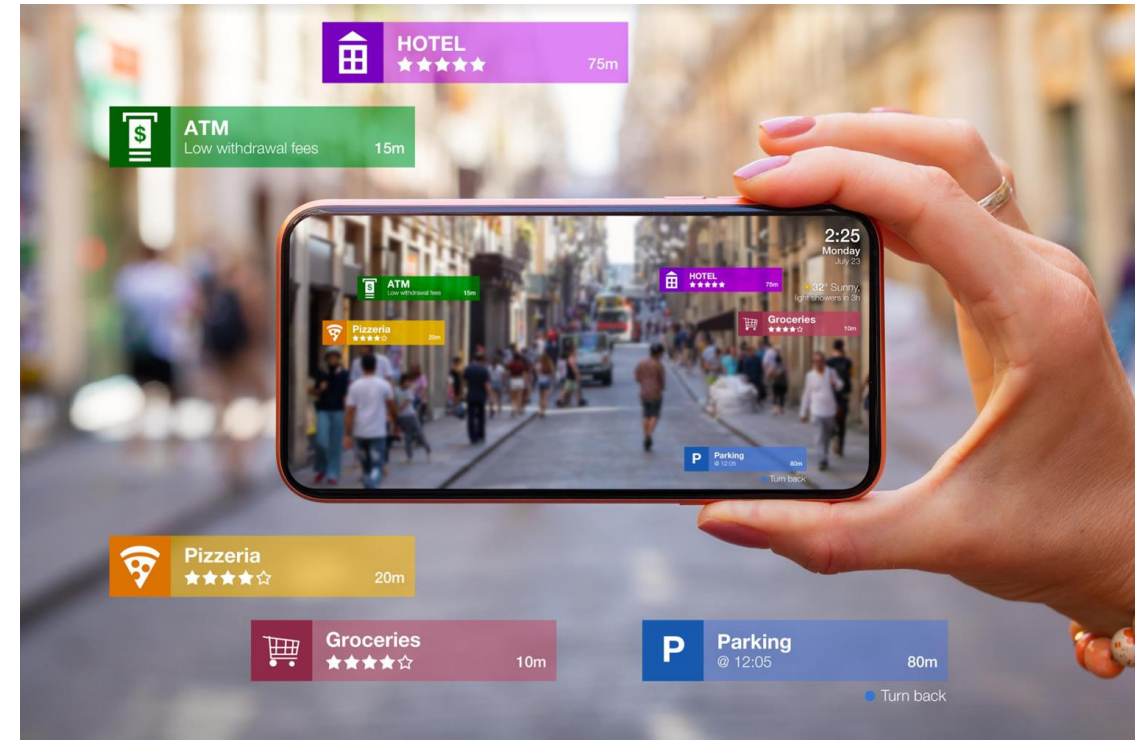 HOTEL
75m
ATM
Low withdrawal fees
15m
2:25
Monday
July 23
ATM
Low withdrawal fees
15m
HOTEL
75m
32° Sunny,
light showers in 3h
Pizzeria
20m
Groceries
10m
P
Parking
@ 12:05
80m
Turn back
Pizzeria
20m
Groceries
10m
P
Parking
@ 12:05
80m
Turn back